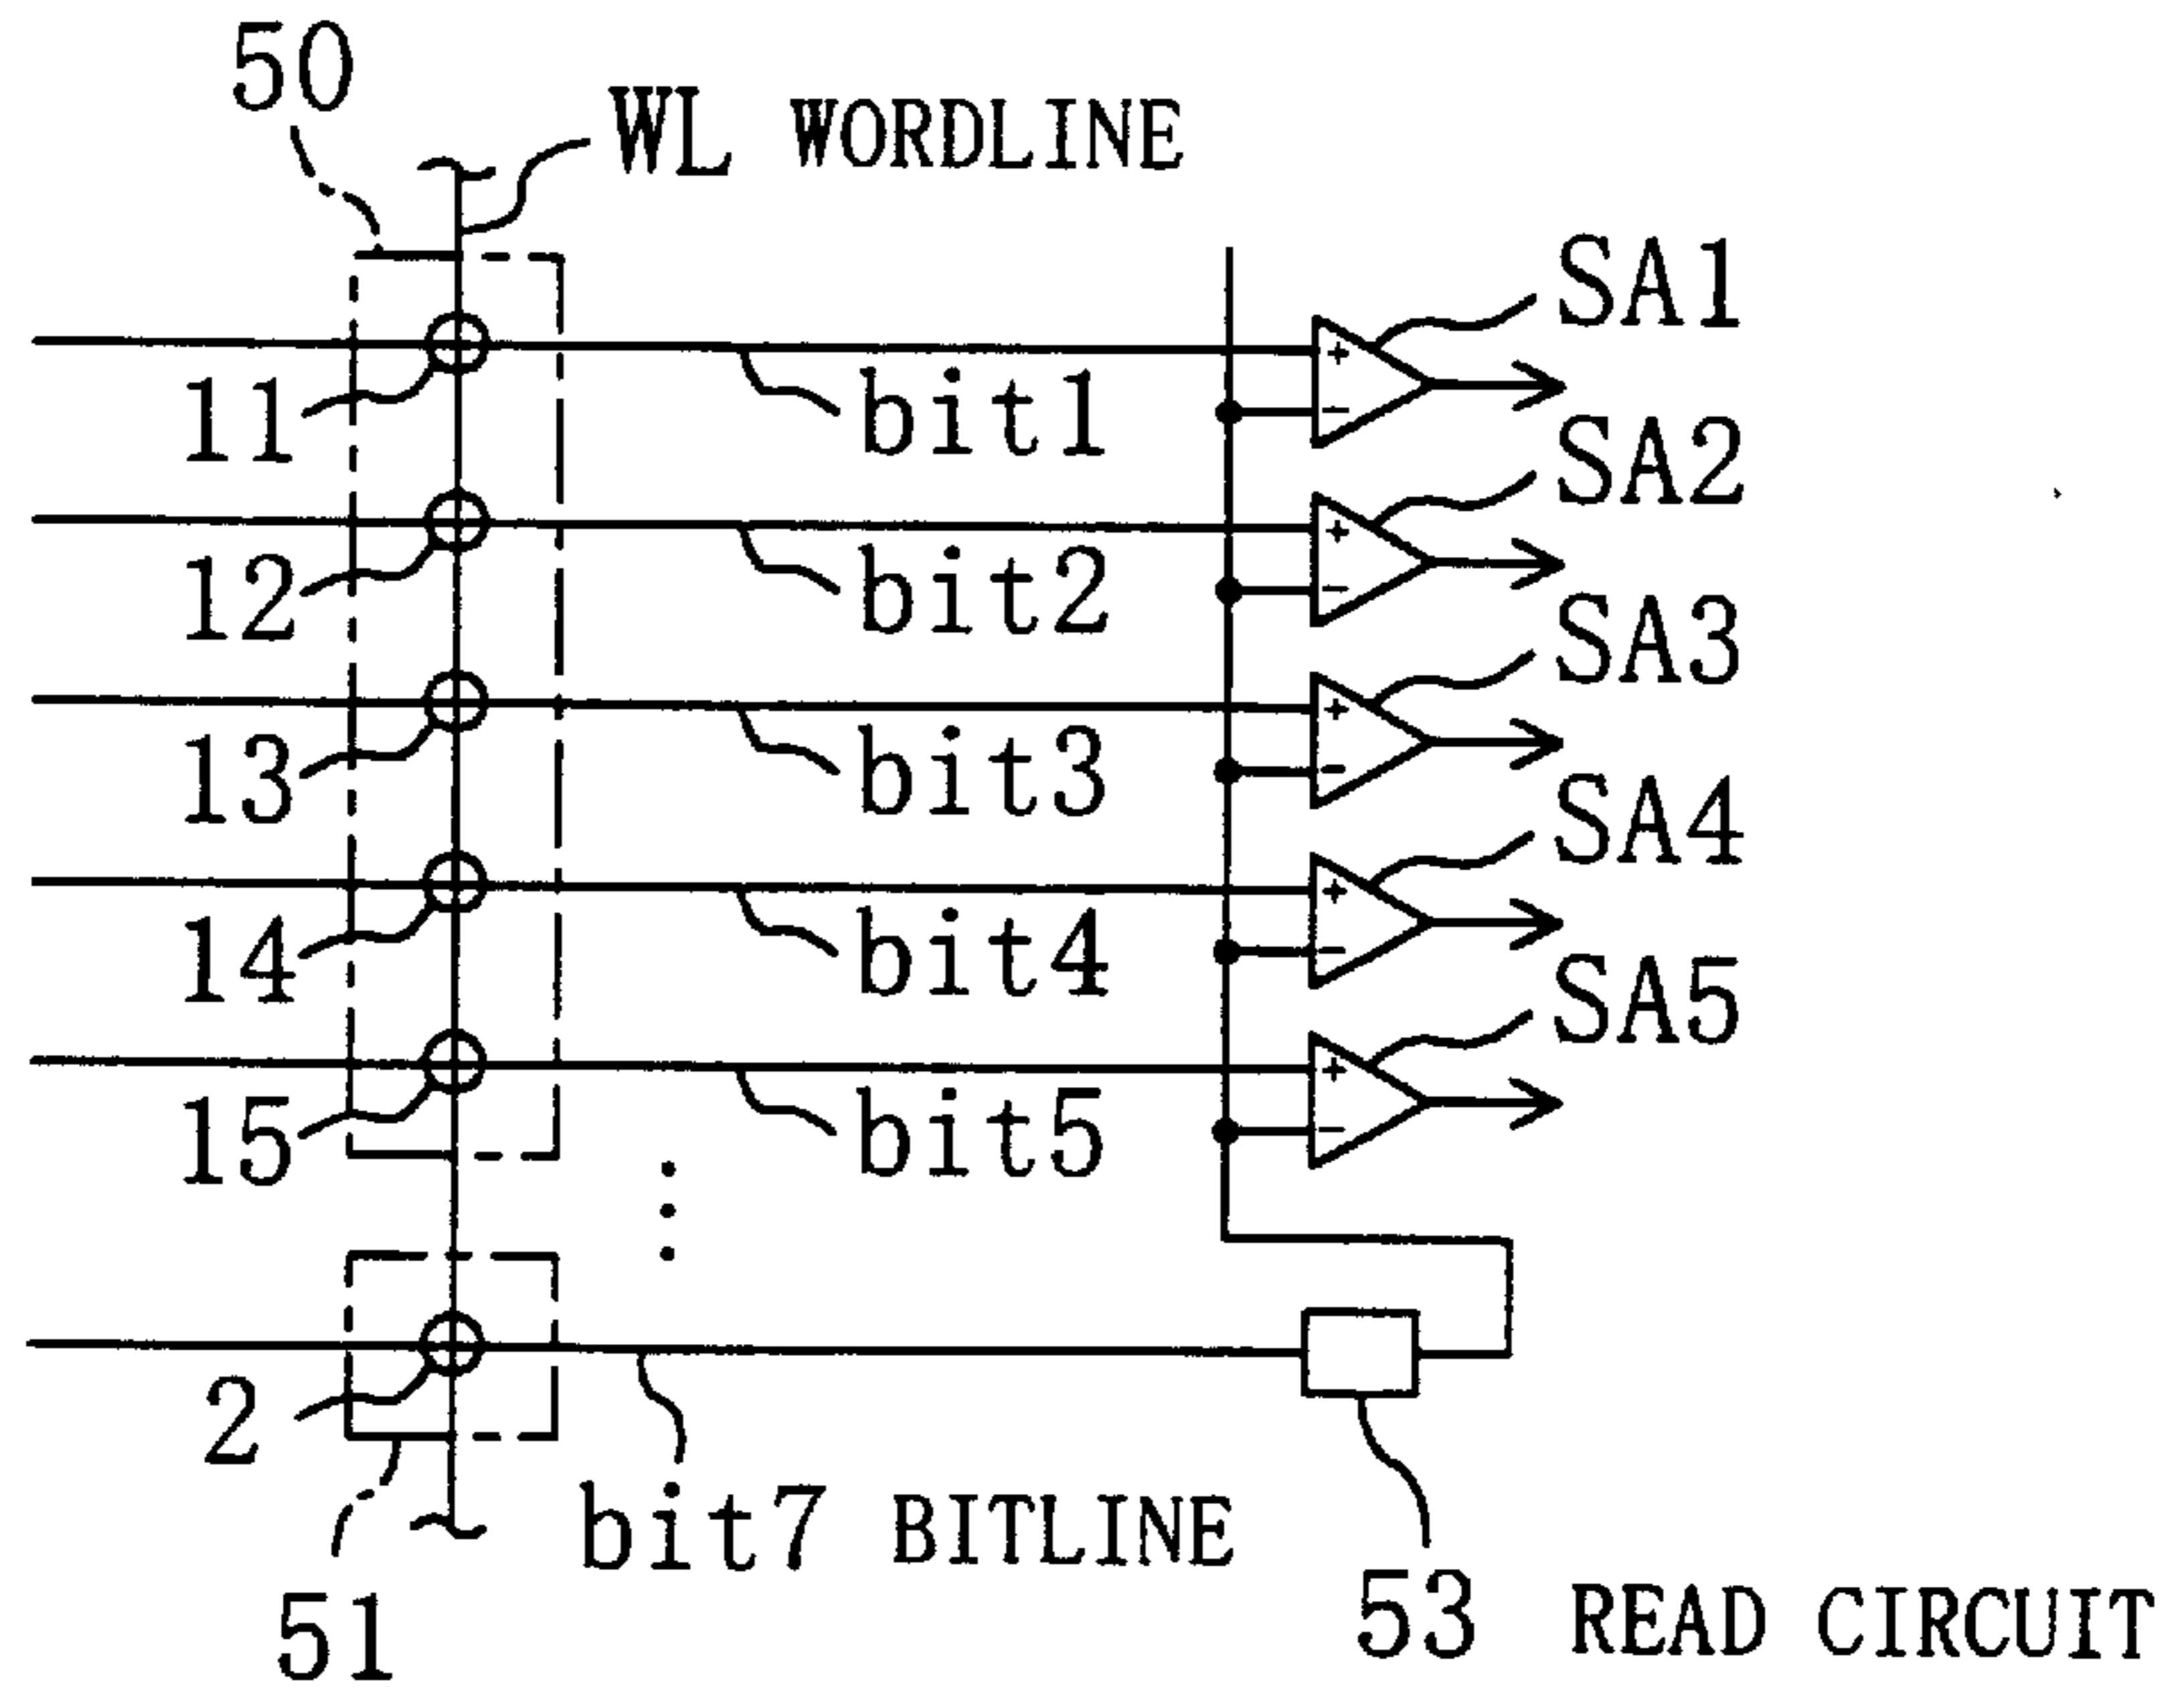 50
WL WORDLINE
SA1
11
bit1
+
-
SA2
12
bit2
+
-
SA3
13
bit3
+
-
SA4
14
bit4
+
-
SA5
15
bit5
+
-
2
bit7 BITLINE
51
53 READ CIRCUIT